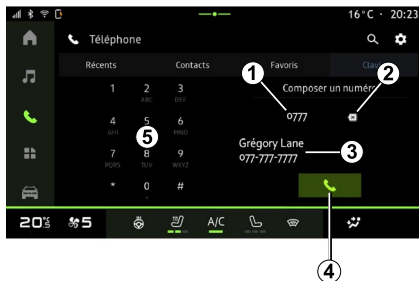 16°C · 20:23
Téléphone
Récents Contacts Favoris Clav
Composer un numéro
1 2 3
ABC DEF
0777
4 5 6
GHI JKL MNO
Grégory Lane
077-777-7777
7 8 9
PQRS TUV WXYZ
* 0 #
20°5 5 A/C
1
2
3
4
5